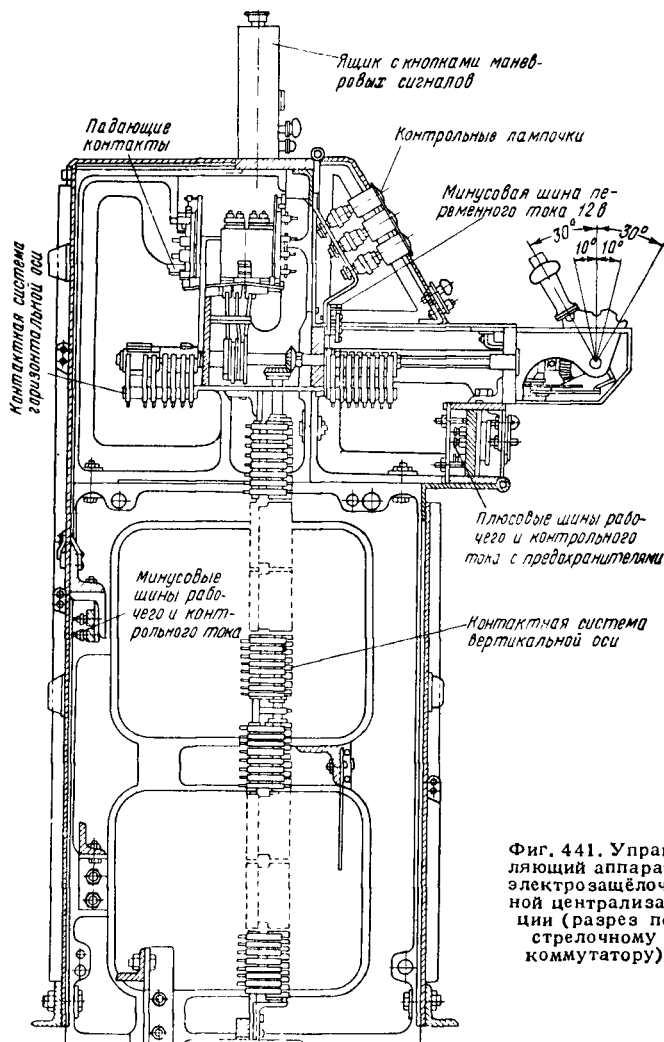 Ящик с кнопками манев-
ровых сигналов
Падающие
контакты
Контрольные лампочки
Минусовая шина пе-
ременного тока 12 в
30° 30°
10° 10°
Контактная система
горизонтальной оси
Плюсовые шины рабо-
чего и контрольного
тока с предохранителями
Минусовые
шины рабо-
чего и конт-
рольного тока
Контактная система
вертикальной оси
Фиг. 441. Управ-
ляющий аппарат
электрозащёлоч-
ной централиза-
ции (разрез по
стрелочному
коммутатору)